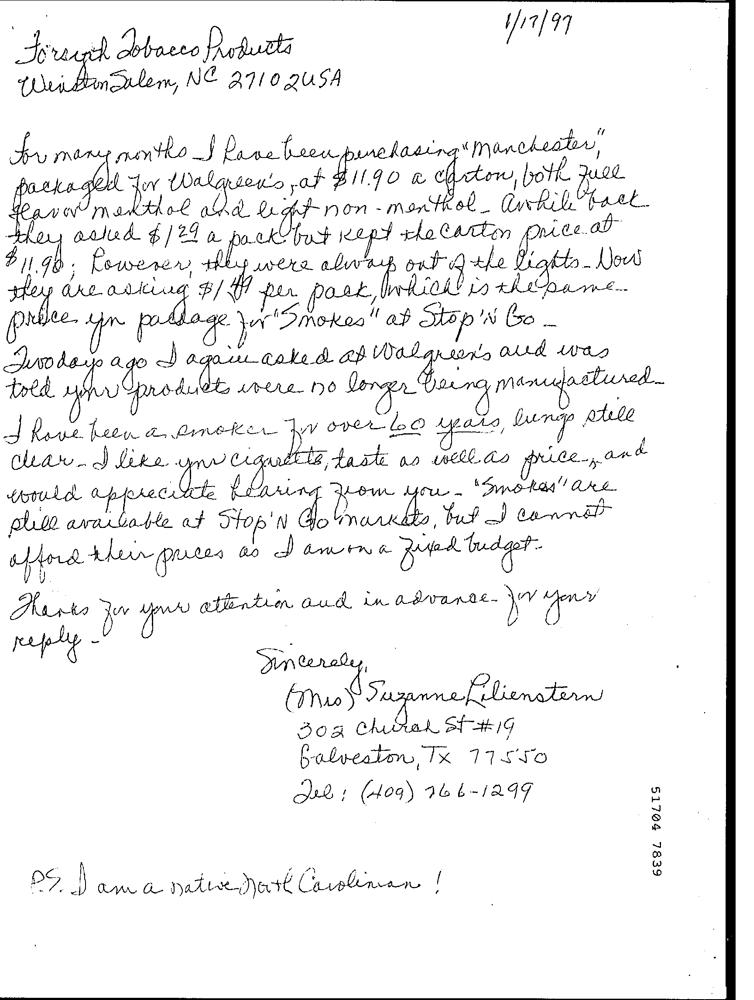 1/17/97
Forsyth Tobacco Products
Winston Salem, NC 27102 USA
For many months I have been purchasing "Manchester",
packaged for Walgreen's, at $11.90 a carton, both full
flavor menthol and light non-menthol - Awhile back
they asked $1.29 a pack but kept the carton price at
$11.90; however, they were always out of the lights - Now
they are asking $1.49 per pack, which is the same
price yr package for "Smokes" at Stop 'N Go -
Two days ago I again asked at Walgreen's and was
told your products were no longer being manufactured -
I have been a smoker for over 60 years, lungs still
clear - I like your cigarette, taste as well as price, and
would appreciate hearing from you - "Smokes" are
still available at Stop 'N Go markets, but I cannot
afford their prices as I am on a fixed budget -
Thanks for your attention and in advance - for your
reply -
Sincerely,
(Mrs) Suzanne Lilienstern
302 Church St #19
Galveston, Tx 77550
Tel: (409) 766-1299
P.S. I am a native North Carolinian!
51704 7839